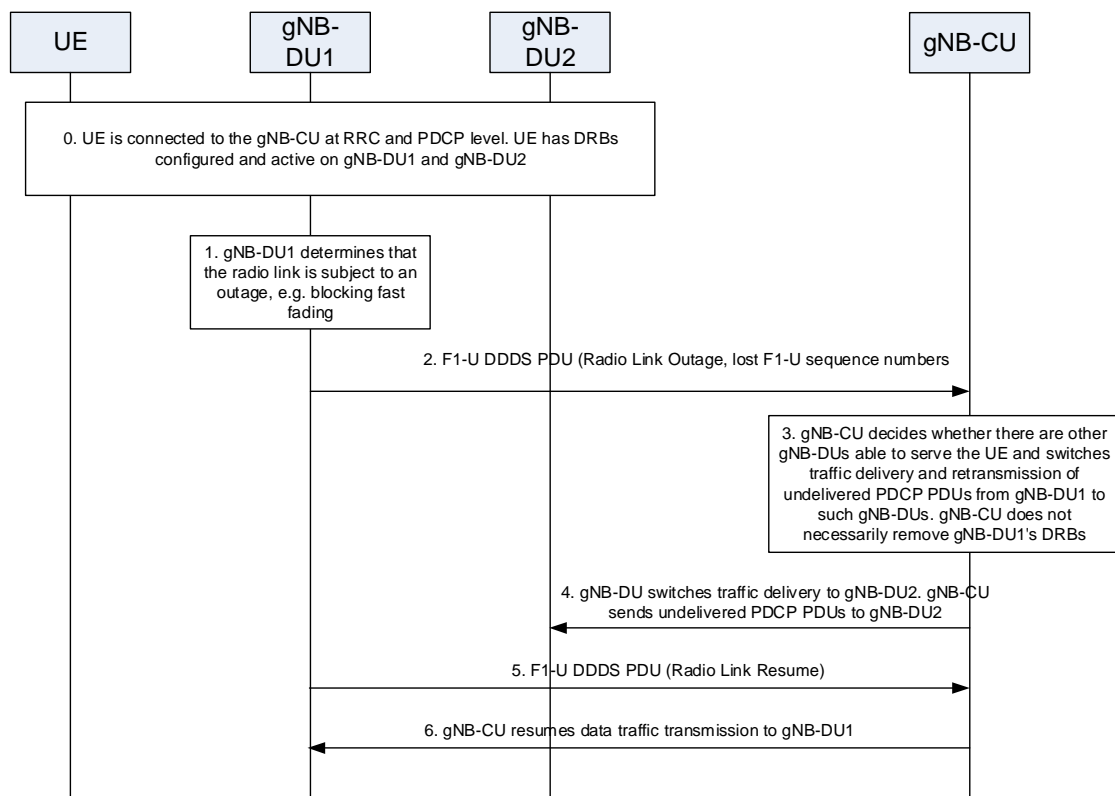 UE
gNB-
DU1
gNB-
DU2
gNB-CU
0. UE is connected to the gNB-CU at RRC and PDCP level. UE has DRBs
configured and active on gNB-DU1 and gNB-DU2
1. gNB-DU1 determines that
the radio link is subject to an
outage, e.g. blocking fast
fading
2. F1-U DDDS PDU (Radio Link Outage, lost F1-U sequence numbers
3. gNB-CU decides whether there are other
gNB-DUs able to serve the UE and switches
traffic delivery and retransmission of
undelivered PDCP PDUs from gNB-DU1 to
such gNB-DUs. gNB-CU does not
necessarily remove gNB-DU1's DRBs
4. gNB-DU switches traffic delivery to gNB-DU2. gNB-CU
sends undelivered PDCP PDUs to gNB-DU2
5. F1-U DDDS PDU (Radio Link Resume)
6. gNB-CU resumes data traffic transmission to gNB-DU1